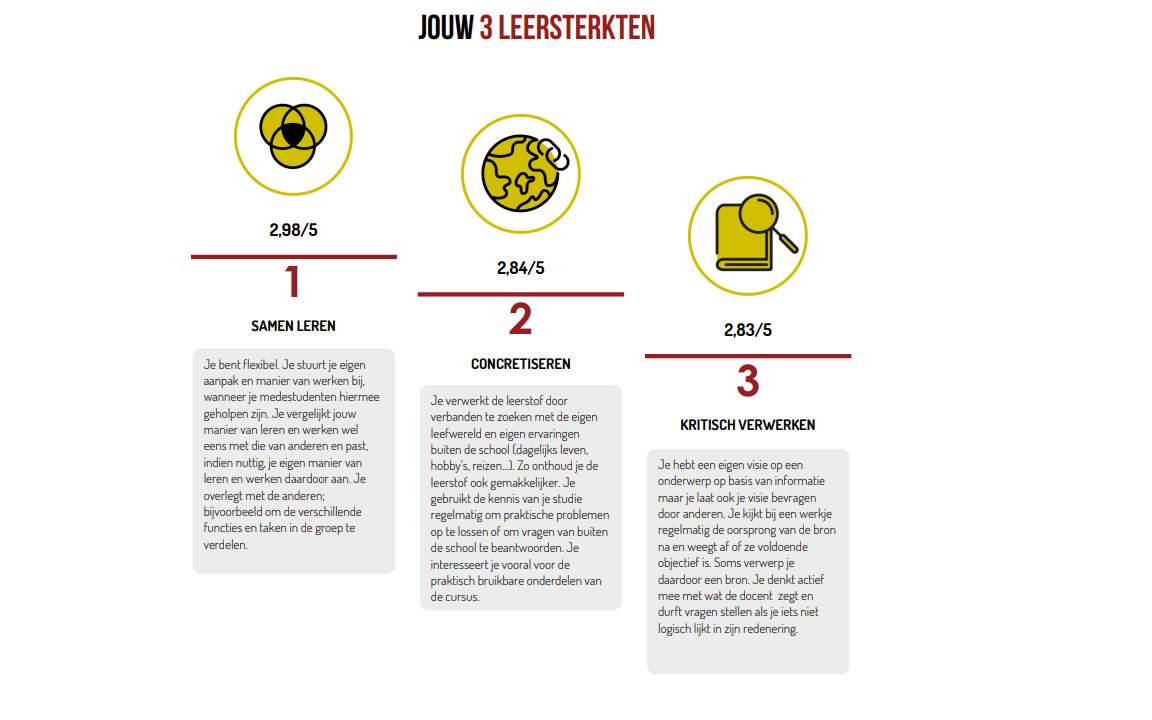 JOUW 3 LEERSTERKTEN
2,98/5
1
SAMEN LEREN
Je bent flexibel. Je stuurt je eigen
aanpak en manier van werken bij,
wanneer je medestudenten hiermee
geholpen zijn. Je vergelijkt jouw
manier van leren en werken wel
eens met die van anderen en past,
indien nuttig, je eigen manier van
leren en werken daardoor aan. Je
overlegt met de anderen;
bijvoorbeeld om de verschillende
functies en taken in de groep te
verdelen.
2,84/5
2
CONCRETISEREN
Je verwerkt de leerstof door
verbanden te zoeken met de eigen
leefwereld en eigen ervaringen
buiten de school (dagelijks leven,
hobby's, reizen...). Zo onthoud je de
leerstof ook gemakkelijker. Je
gebruikt de kennis van je studie
regelmatig om praktische problemen
op te lossen of om vragen van buiten
de school te beantwoorden. Je
interesseert je vooral voor de
praktisch bruikbare onderdelen van
de cursus.
2,83/5
3
KRITISCH VERWERKEN
Je hebt een eigen visie op een
onderwerp op basis van informatie
maar je laat ook je visie bevragen
door anderen. Je kijkt bij een werkje
regelmatig de oorsprong van de bron
na en weegt af of ze voldoende
objectief is. Soms verwerp je
daardoor een bron. Je denkt actief
mee met wat de docent zegt en
durft vragen stellen als je iets niet
logisch lijkt in zijn redenering.